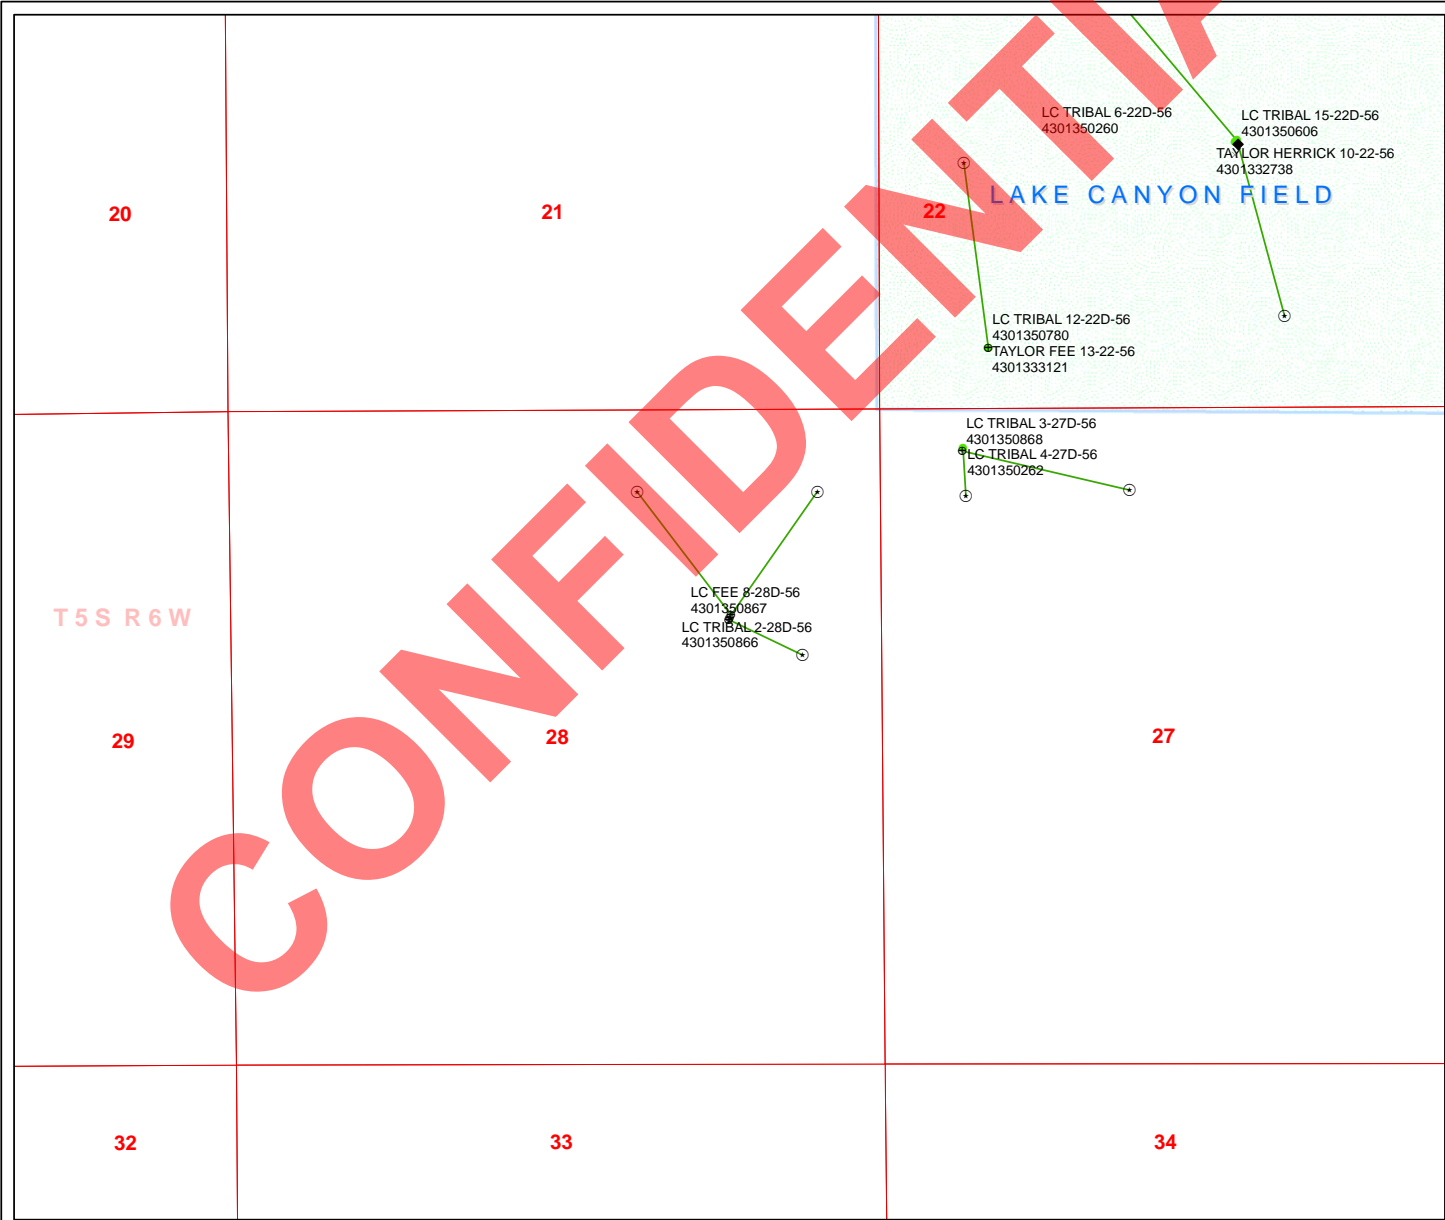 LC TRIBAL 6-22D-56
4301350260
LC TRIBAL 15-22D-56
4301350606
TAYLOR HERRICK 10-22-56
4301332738
LAKE CANYON FIELD
20
21
22
LC TRIBAL 12-22D-56
4301350780
TAYLOR FEE 13-22-56
4301333121
LC TRIBAL 3-27D-56
4301350868
LC TRIBAL 4-27D-56
4301350262
LC FEE 8-28D-56
4301350867
LC TRIBAL 2-28D-56
4301350866
T5S R6W
29
28
27
32
33
34
CONFIDENTIA